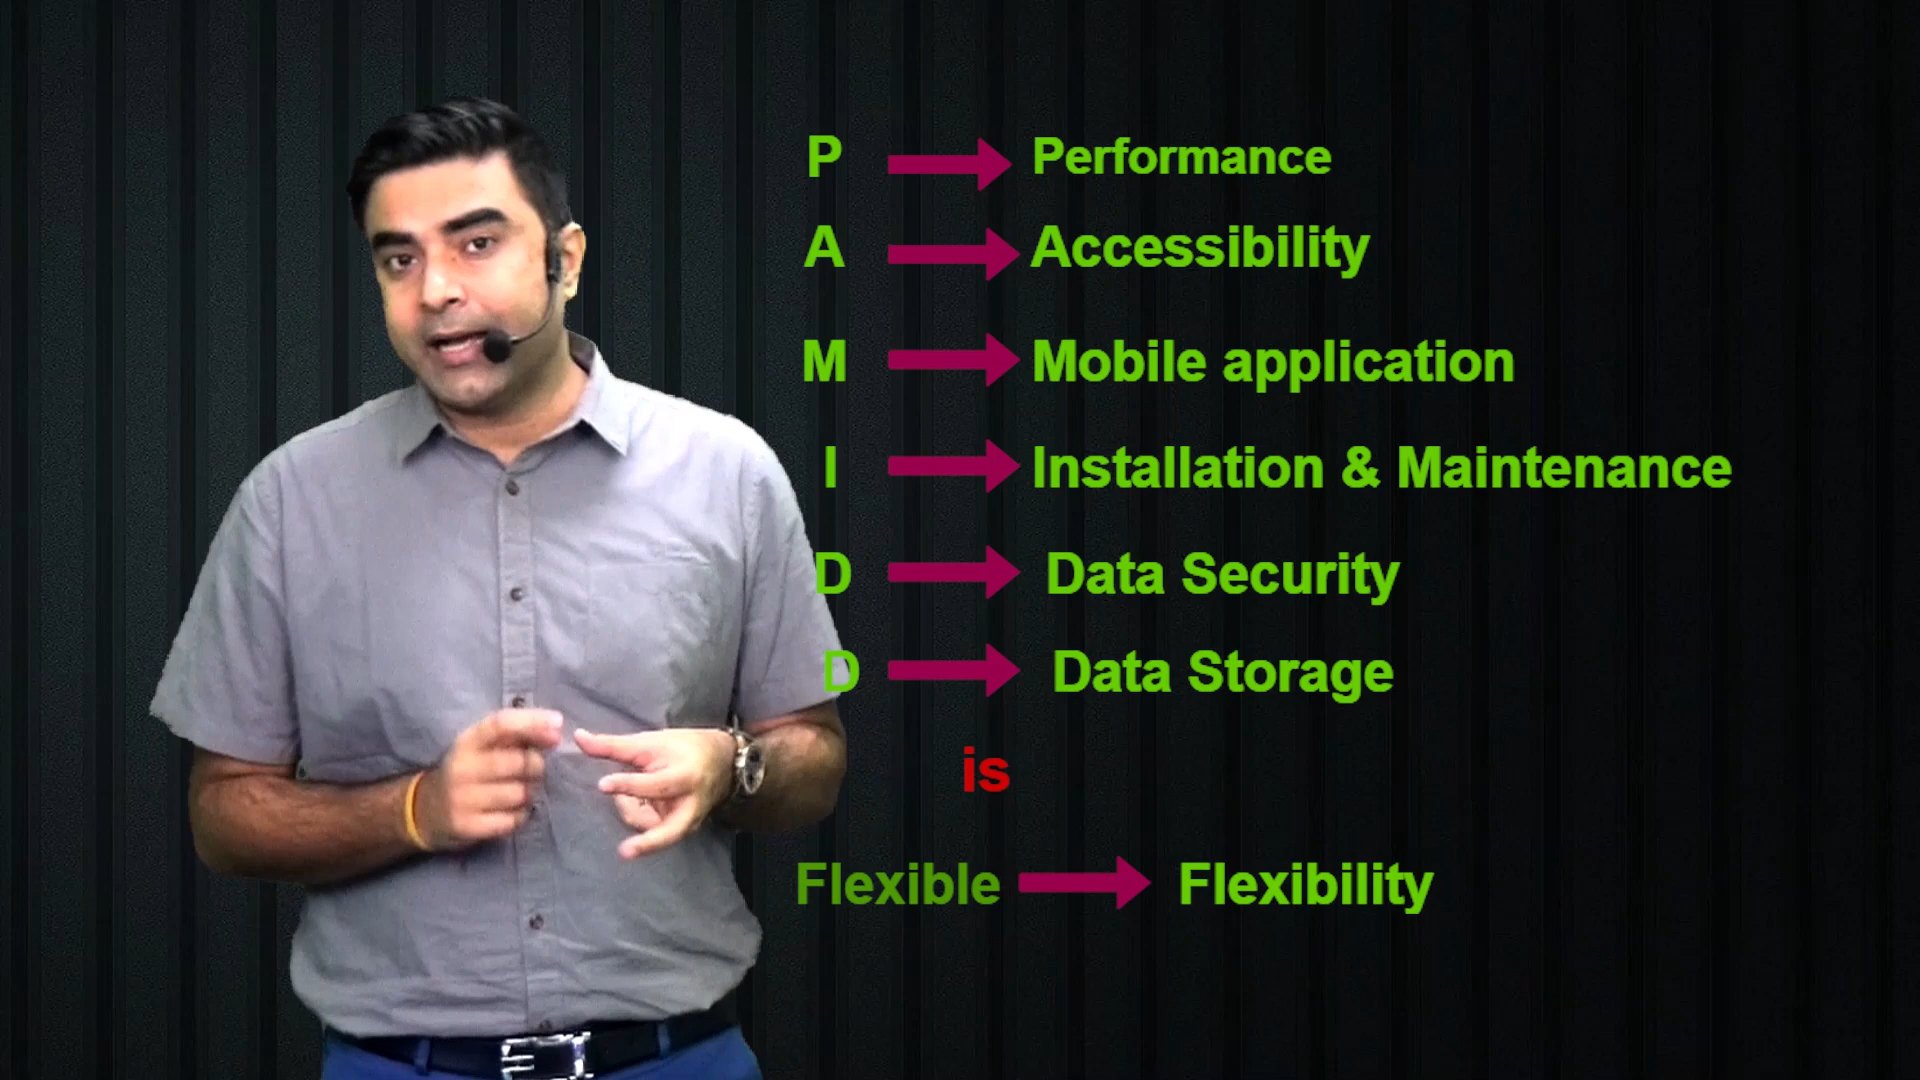 P Performance
A Accessibility
M Mobile application
I Installation & Maintenance
D Data Security
D Data Storage
is
Flexible Flexibility